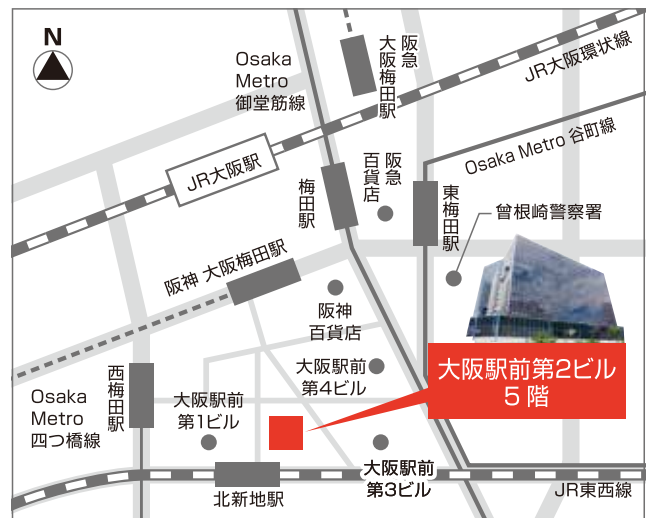 N
Osaka
Metro
御堂筋線
阪急
大阪梅田駅
JR大阪環状線
JR大阪駅
梅田駅
阪急
百貨店
東梅田駅
Osaka Metro 谷町線
曾根崎警察署
阪神 大阪梅田駅
阪神
百貨店
大阪駅前
第4ビル
大阪駅前第2ビル
5階
西梅田駅
Osaka
Metro
四つ橋線
大阪駅前
第1ビル
大阪駅前
第3ビル
北新地駅
JR東西線